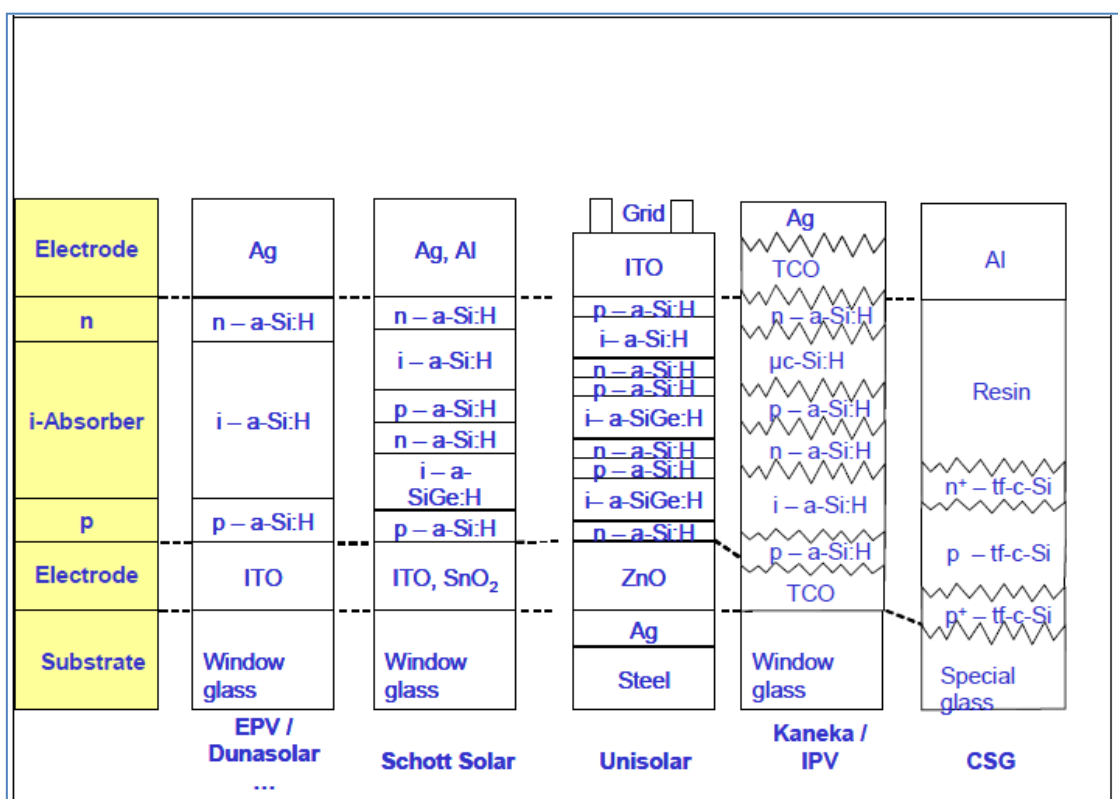 Electrode
n
i-Absorber
p
Electrode
Substrate
Ag
n – a-Si:H
i – a-Si:H
p – a-Si:H
ITO
Window
glass
EPV /
Dunasolar
...
Ag, Al
n – a-Si:H
i – a-Si:H
p – a-Si:H
n – a-Si:H
i – a-
SiGe:H
p – a-Si:H
ITO, SnO₂
Window
glass
Schott Solar
Grid
ITO
p – a-Si:H
i– a-Si:H
n – a-Si:H
p – a-Si:H
i– a-SiGe:H
n – a-Si:H
p – a-Si:H
i– a-SiGe:H
n – a-Si:H
ZnO
Ag
Steel
Unisolar
Ag
TCO
n – a-Si:H
µc-Si:H
p – a-Si:H
n – a-Si:H
i – a-Si:H
p – a-Si:H
TCO
Window
glass
Kaneka /
IPV
Al
Resin
n⁺ – tf-c-Si
p – tf-c-Si
p⁺ – tf-c-Si
Special
glass
CSG